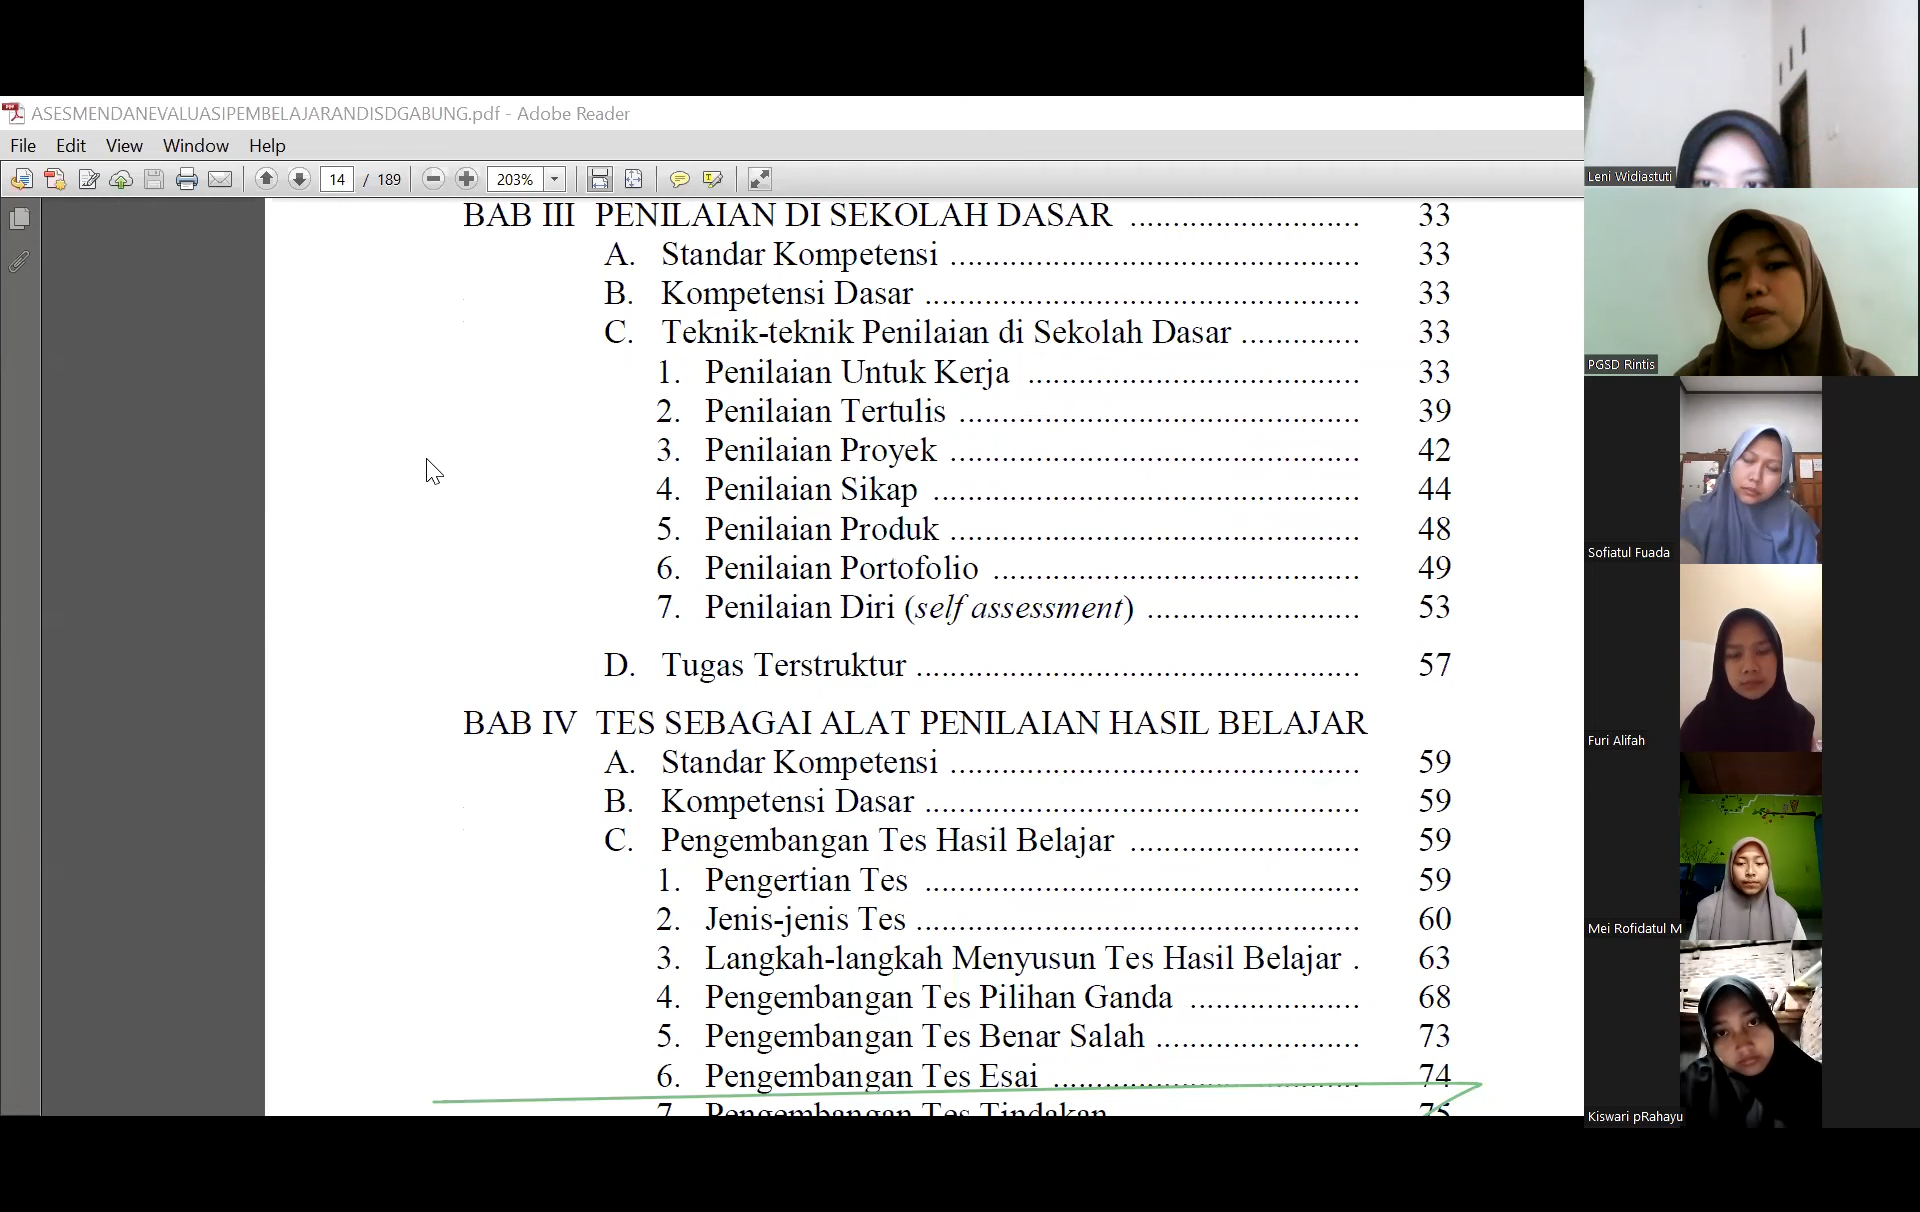 ASESMENDANEVALUASIPEMBELAJARANDISDGABUNG.pdf - Adobe Reader
File Edit View Window Help
14 / 189 203%
BAB III PENILAIAN DI SEKOLAH DASAR ............................ 33
A. Standar Kompetensi .................................................. 33
B. Kompetensi Dasar ..................................................... 33
C. Teknik-teknik Penilaian di Sekolah Dasar .............. 33
1. Penilaian Untuk Kerja ........................................ 33
2. Penilaian Tertulis ................................................ 39
3. Penilaian Proyek ................................................. 42
4. Penilaian Sikap ................................................... 44
5. Penilaian Produk ................................................. 48
6. Penilaian Portofolio ............................................ 49
7. Penilaian Diri (self assessment) .......................... 53
D. Tugas Terstruktur ...................................................... 57
BAB IV TES SEBAGAI ALAT PENILAIAN HASIL BELAJAR
A. Standar Kompetensi .................................................. 59
B. Kompetensi Dasar ..................................................... 59
C. Pengembangan Tes Hasil Belajar ............................ 59
1. Pengertian Tes ..................................................... 59
2. Jenis-jenis Tes ...................................................... 60
3. Langkah-langkah Menyusun Tes Hasil Belajar . 63
4. Pengembangan Tes Pilihan Ganda ..................... 68
5. Pengembangan Tes Benar Salah ......................... 73
6. Pengembangan Tes Esai ..................................... 74
7. Pengembangan Tes Tindakan 75
Leni Widiastuti
PGSD Rintis
Sofiatul Fuada
Furi Alifah
Mei Rofidatul M
Kiswari pRahayu